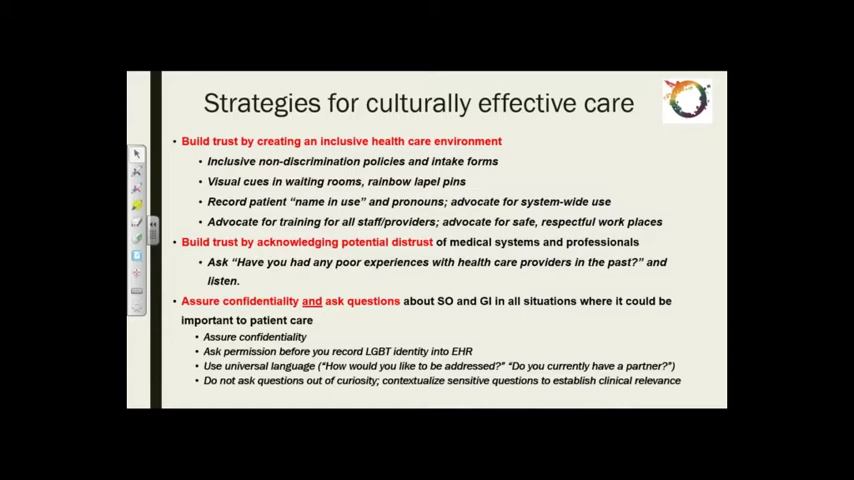 Strategies for culturally effective care
• Build trust by creating an inclusive health care environment
• Inclusive non-discrimination policies and intake forms
• Visual cues in waiting rooms, rainbow lapel pins
• Record patient “name in use” and pronouns; advocate for system-wide use
• Advocate for training for all staff/providers; advocate for safe, respectful work places
• Build trust by acknowledging potential distrust of medical systems and professionals
• Ask “Have you had any poor experiences with health care providers in the past?” and
listen.
• Assure confidentiality and ask questions about SO and GI in all situations where it could be
important to patient care
• Assure confidentiality
• Ask permission before you record LGBT identity into EHR
• Use universal language (“How would you like to be addressed?” “Do you currently have a partner?”)
• Do not ask questions out of curiosity; contextualize sensitive questions to establish clinical relevance